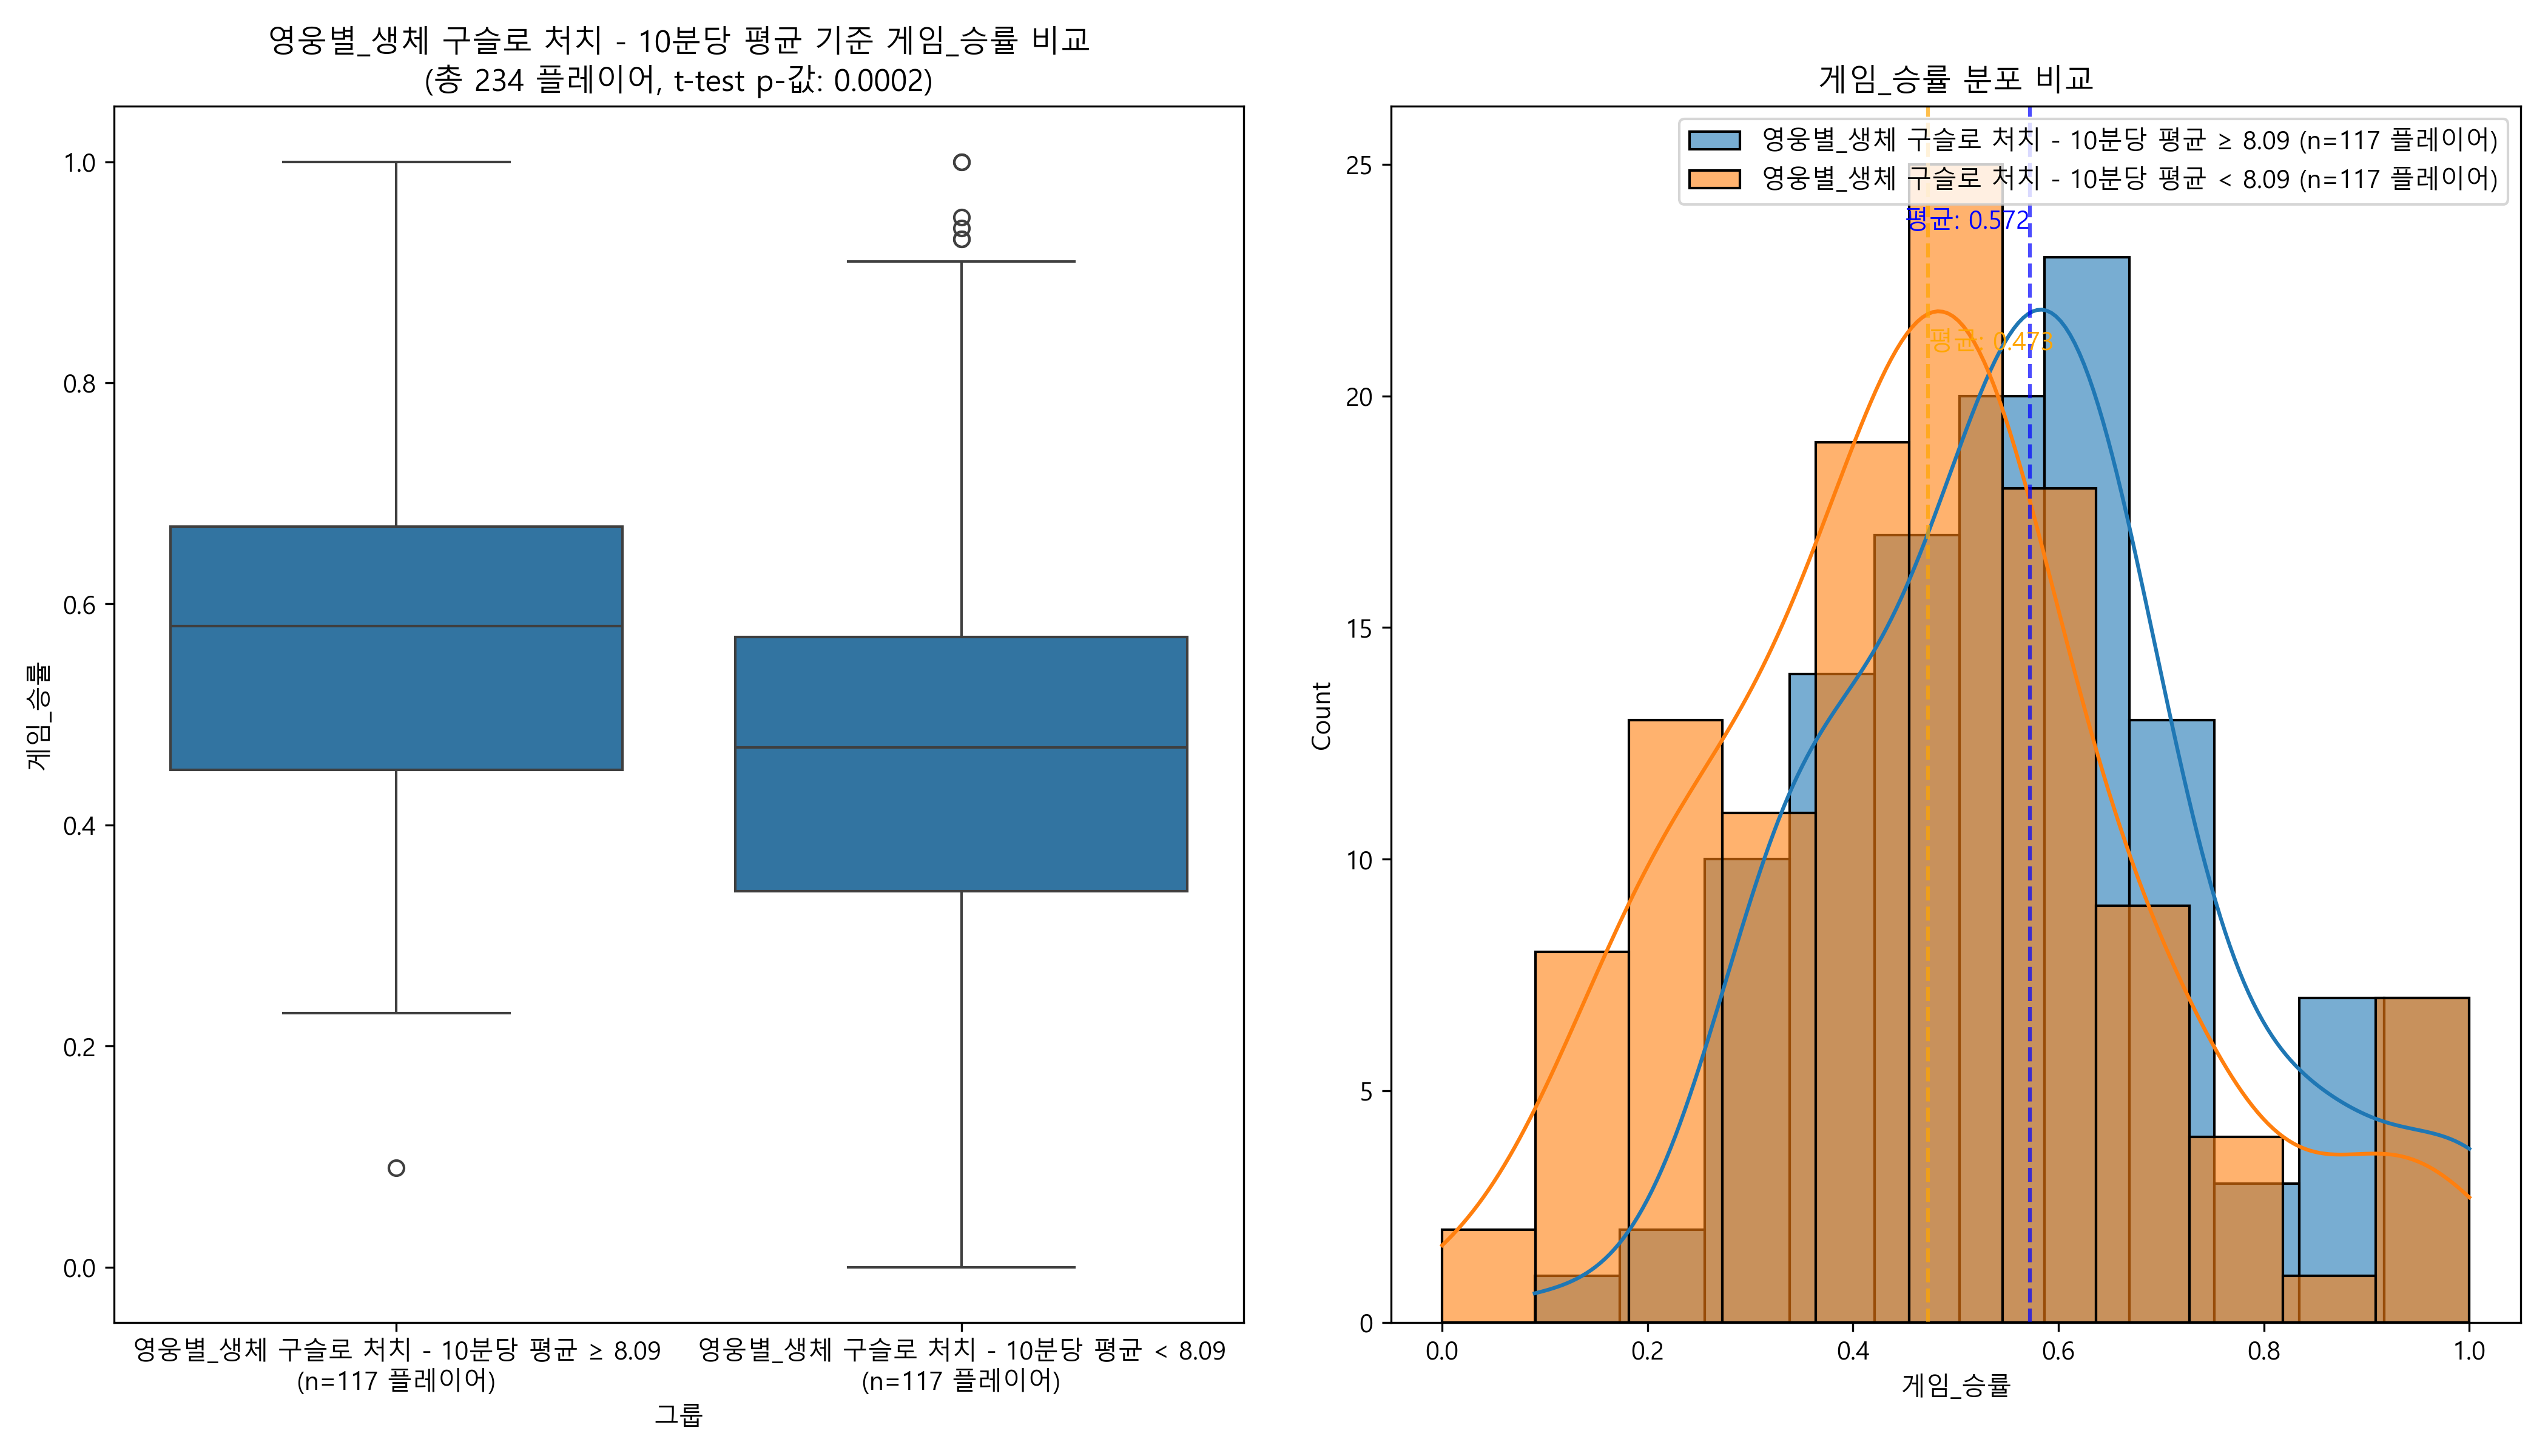 영웅별_생체 구슬로 처치 - 10분당 평균 기준 게임_승률 비교
(총 234 플레이어, t-test p-값: 0.0002)
게임_승률
1.0
0.8
0.6
0.4
0.2
0.0
영웅별_생체 구슬로 처치 - 10분당 평균 ≥ 8.09
(n=117 플레이어)
영웅별_생체 구슬로 처치 - 10분당 평균 < 8.09
(n=117 플레이어)
그룹
게임_승률 분포 비교
영웅별_생체 구슬로 처치 - 10분당 평균 ≥ 8.09 (n=117 플레이어)
영웅별_생체 구슬로 처치 - 10분당 평균 < 8.09 (n=117 플레이어)
평균: 0.572
평균: 0.473
Count
25
20
15
10
5
0
0.0
0.2
0.4
0.6
0.8
1.0
게임_승률